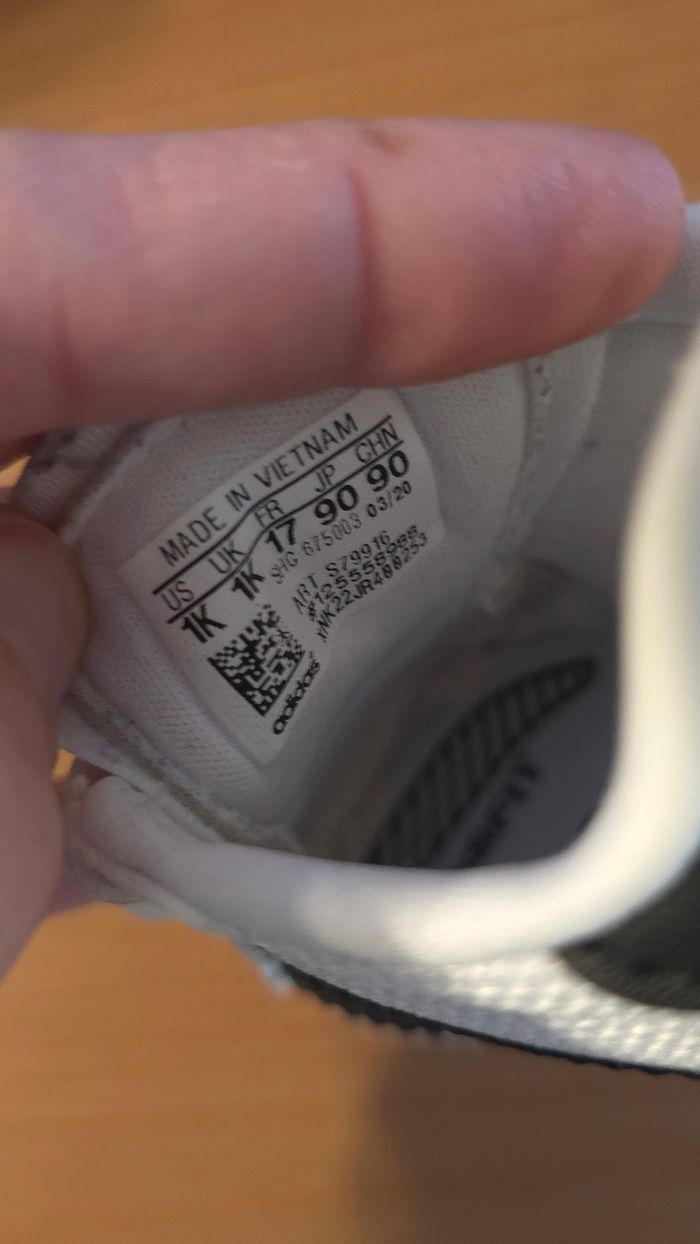 MADE IN VIETNAM
US UK FR JP CHN
1K 1K 17 90 90
SHC 675003 03/20
ART S79916
#125558988
adidas